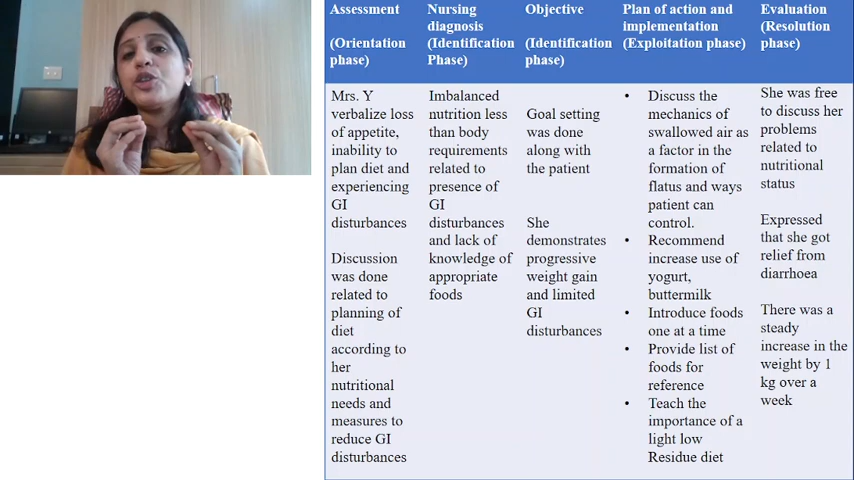 Assessment
(Orientation
phase)
Nursing
diagnosis
(Identification
Phase)
Objective
(Identification
phase)
Plan of action and
implementation
(Exploitation phase)
Evaluation
(Resolution
phase)
Mrs. Y
verbalize loss
of appetite,
inability to
plan diet and
experiencing
GI
disturbances
Discussion
was done
related to
planning of
diet
according to
her
nutritional
needs and
measures to
reduce GI
disturbances
Imbalanced
nutrition less
than body
requirements
related to
presence of
GI
disturbances
and lack of
knowledge of
appropriate
foods
Goal setting
was done
along with
the patient
She
demonstrates
progressive
weight gain
and limited
GI
disturbances
• Discuss the
mechanics of
swallowed air as
a factor in the
formation of
flatus and ways
patient can
control.
• Recommend
increase use of
yogurt,
buttermilk
• Introduce foods
one at a time
• Provide list of
foods for
reference
• Teach the
importance of a
light low
Residue diet
She was free
to discuss her
problems
related to
nutritional
status
Expressed
that she got
relief from
diarrhoea
There was a
steady
increase in the
weight by 1
kg over a
week